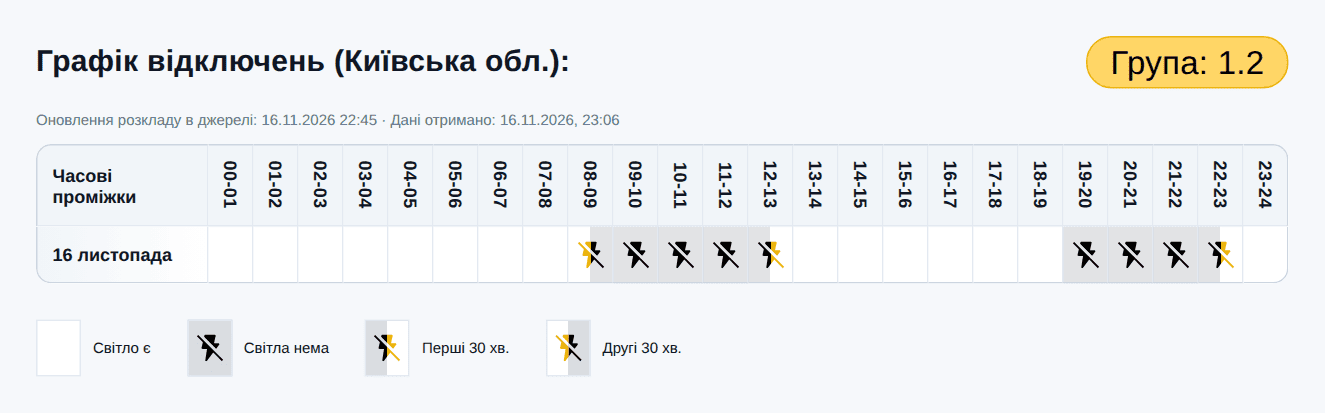 Графік відключень (Київська обл.):
Група: 1.2
Оновлення розкладу в джерелі: 16.11.2026 22:45 · Дані отримано: 16.11.2026, 23:06
Часові
проміжки
00-01
01-02
02-03
03-04
04-05
05-06
06-07
07-08
08-09
09-10
10-11
11-12
12-13
13-14
14-15
15-16
16-17
17-18
18-19
19-20
20-21
21-22
22-23
23-24
16 листопада
Світло є
Світла нема
Перші 30 хв.
Другі 30 хв.